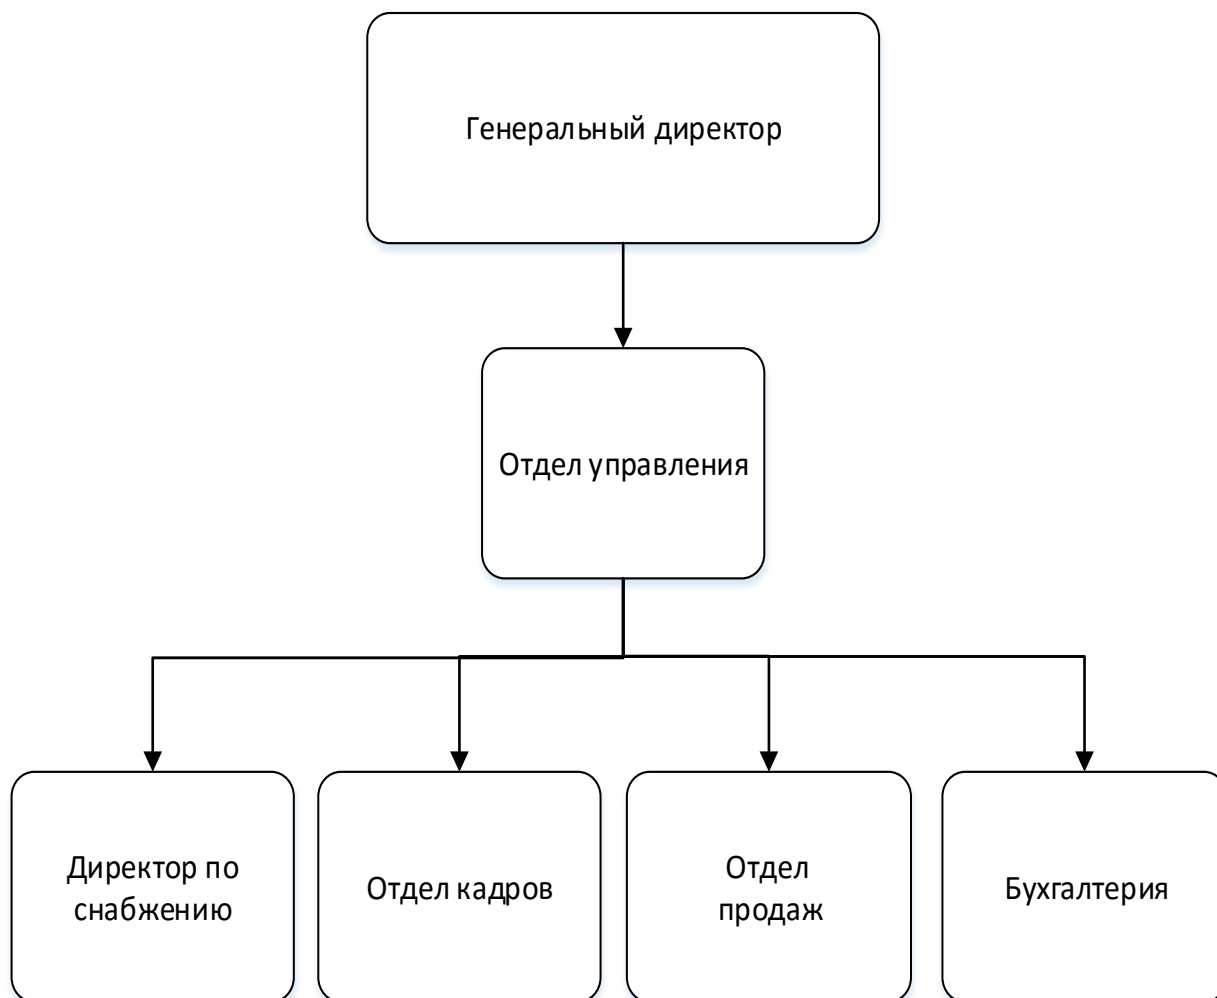 Генеральный директор
Отдел управления
Директор по
снабжению
Отдел кадров
Отдел
продаж
Бухгалтерия